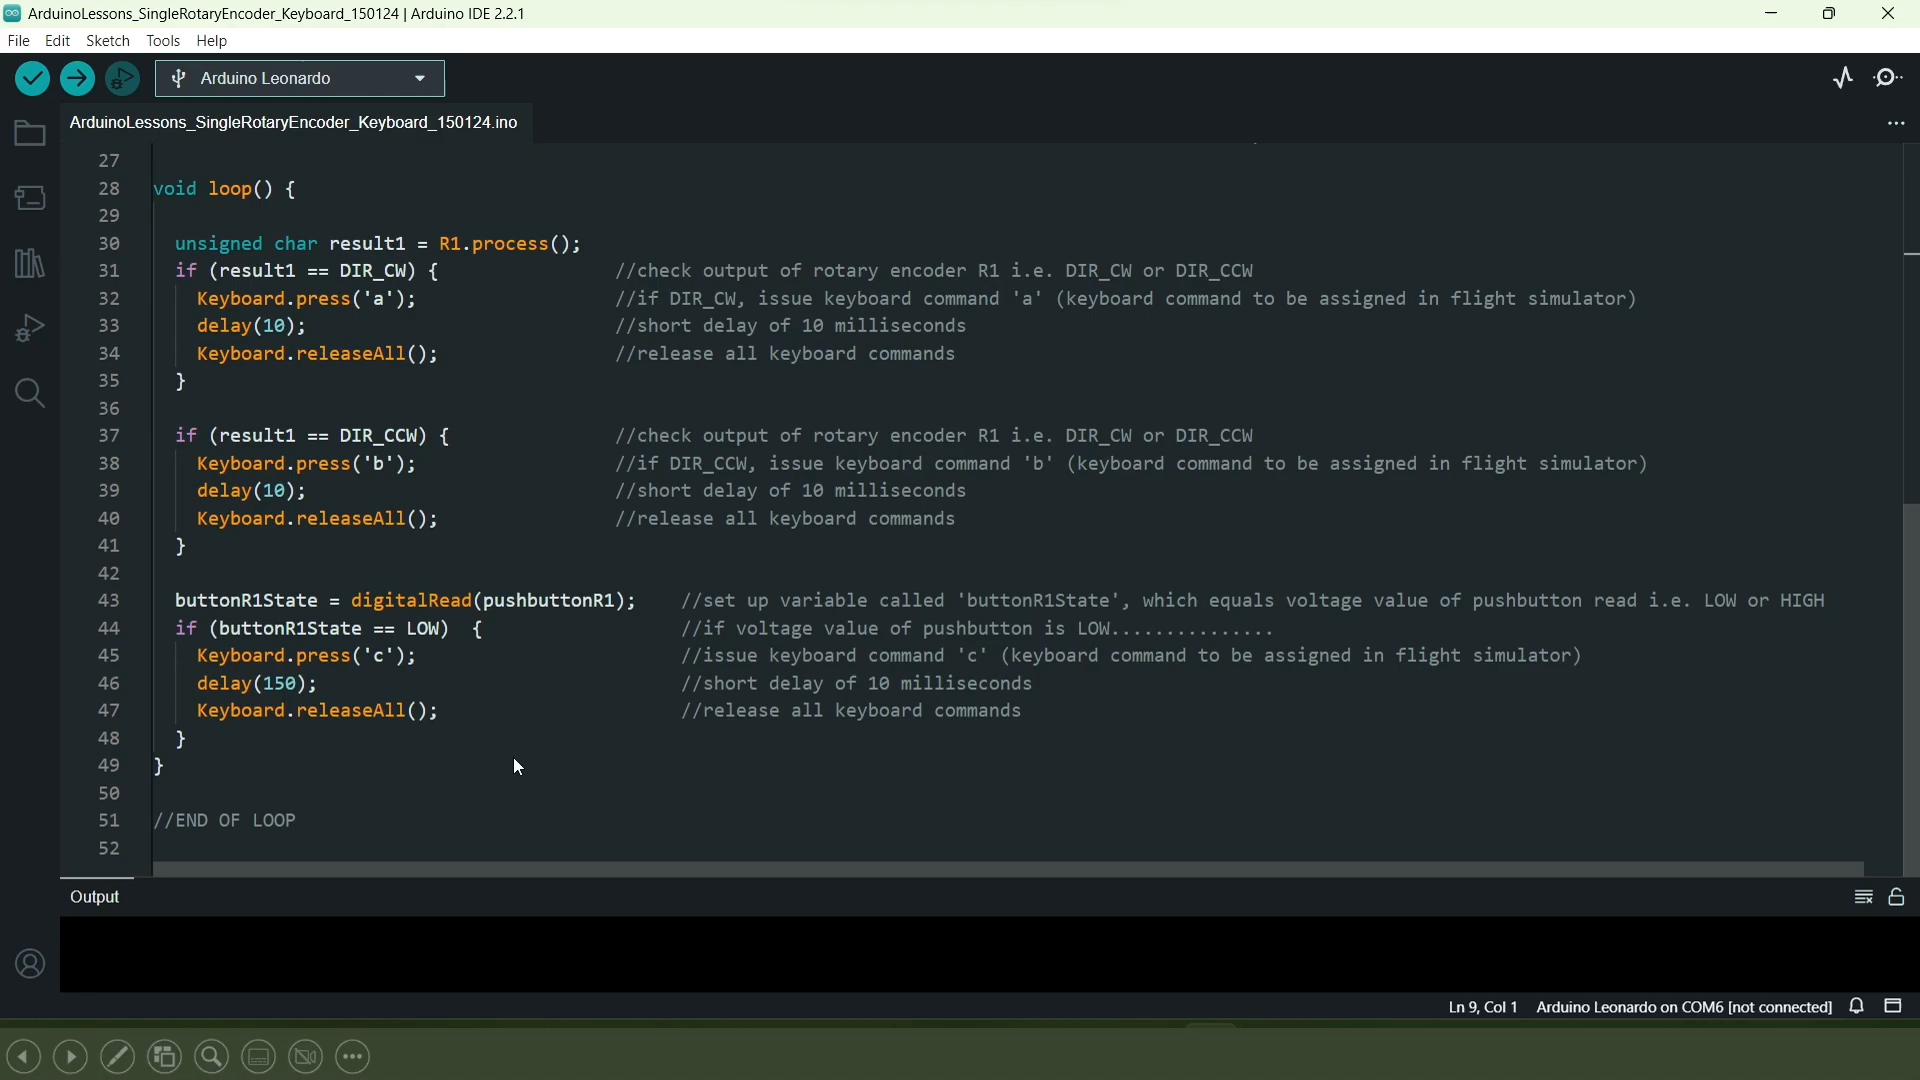 ArduinoLessons_SingleRotaryEncoder_Keyboard_150124 | Arduino IDE 2.2.1
File Edit Sketch Tools Help
Arduino Leonardo
ArduinoLessons_SingleRotaryEncoder_Keyboard_150124.ino
27
28 void loop() {
29
30 unsigned char result1 = R1.process();
31 if (result1 == DIR_CW) { //check output of rotary encoder R1 i.e. DIR_CW or DIR_CCW
32 Keyboard.press('a'); //if DIR_CW, issue keyboard command 'a' (keyboard command to be assigned in flight simulator)
33 delay(10); //short delay of 10 milliseconds
34 Keyboard.releaseAll(); //release all keyboard commands
35 }
36
37 if (result1 == DIR_CCW) { //check output of rotary encoder R1 i.e. DIR_CW or DIR_CCW
38 Keyboard.press('b'); //if DIR_CCW, issue keyboard command 'b' (keyboard command to be assigned in flight simulator)
39 delay(10); //short delay of 10 milliseconds
40 Keyboard.releaseAll(); //release all keyboard commands
41 }
42
43 buttonR1State = digitalRead(pushbuttonR1); //set up variable called 'buttonR1State', which equals voltage value of pushbutton read i.e. LOW or HIGH
44 if (buttonR1State == LOW) { //if voltage value of pushbutton is LOW...............
45 Keyboard.press('c'); //issue keyboard command 'c' (keyboard command to be assigned in flight simulator)
46 delay(150); //short delay of 10 milliseconds
47 Keyboard.releaseAll(); //release all keyboard commands
48 }
49 }
50
51 //END OF LOOP
52
Output
Ln 9, Col 1 Arduino Leonardo on COM6 [not connected]